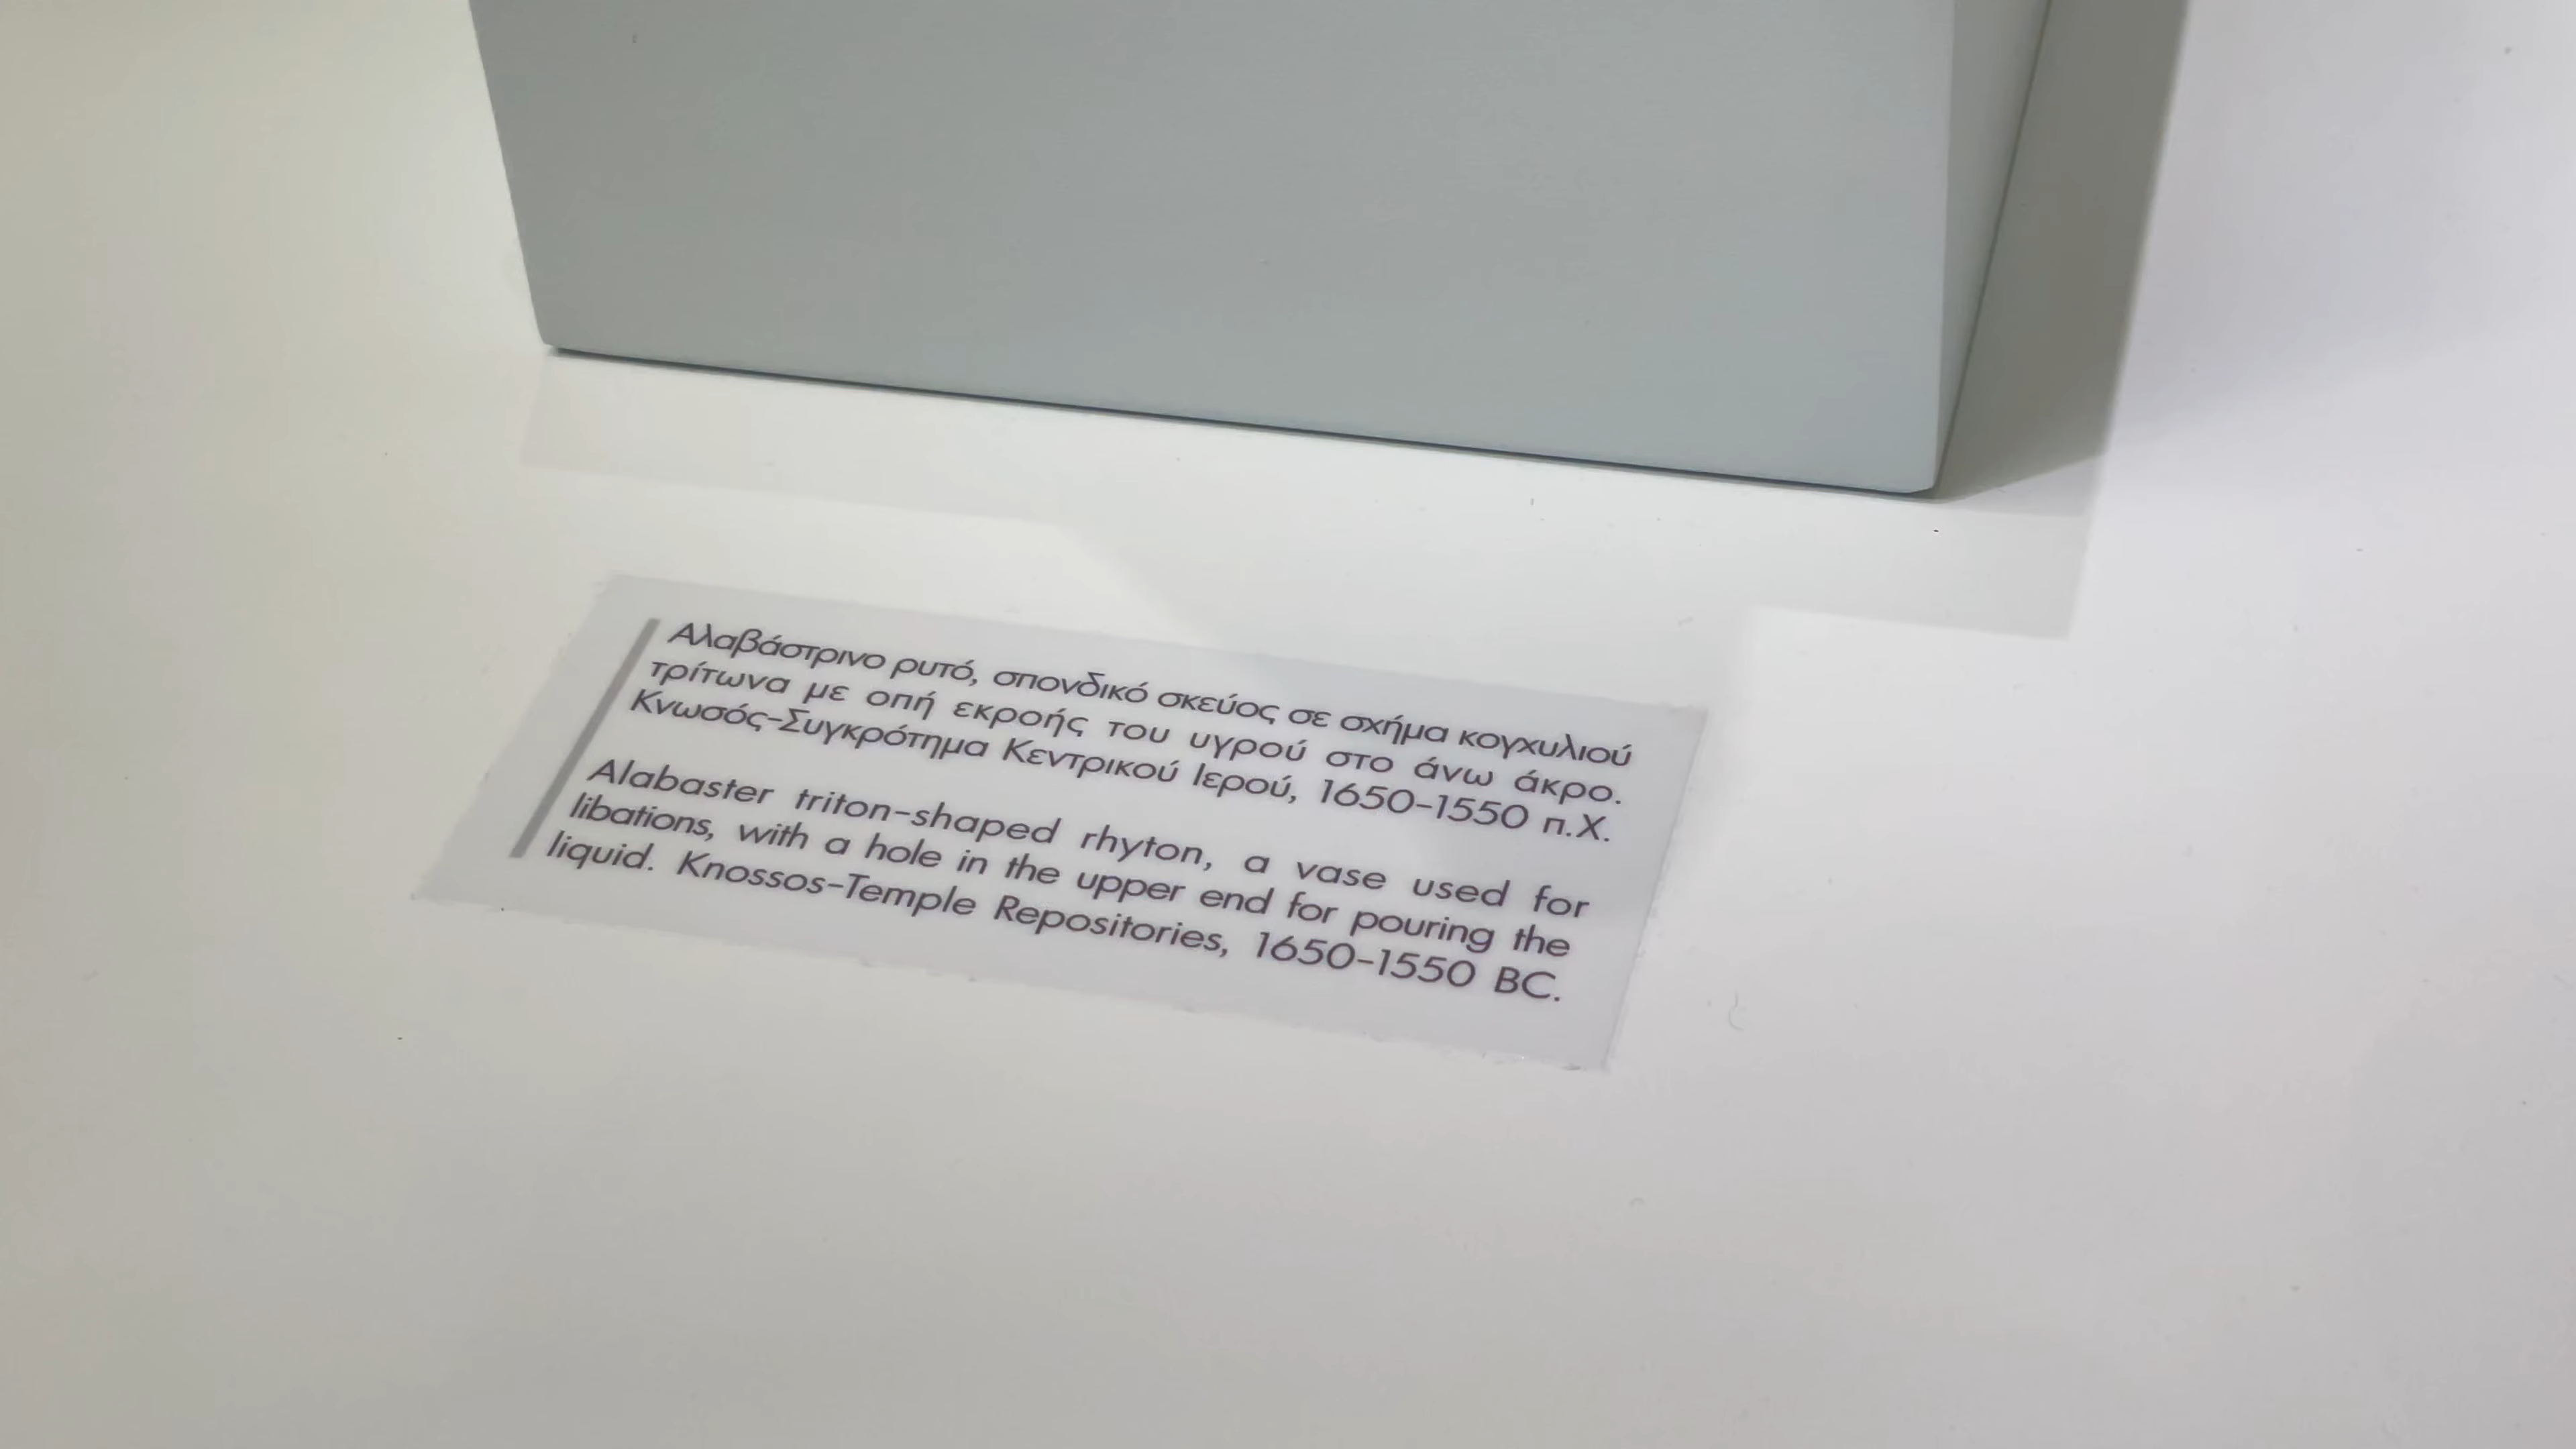 Αλαβάστρινο ρυτό, σπονδικό σκεύος σε σχήμα κογχυλιού
τρίτωνα με οπή εκροής του υγρού στο άνω άκρο.
Κνωσός-Συγκρότημα Κεντρικού Ιερού, 1650-1550 π.Χ.
Alabaster triton-shaped rhyton, a vase used for
libations, with a hole in the upper end for pouring the
liquid. Knossos-Temple Repositories, 1650-1550 BC.